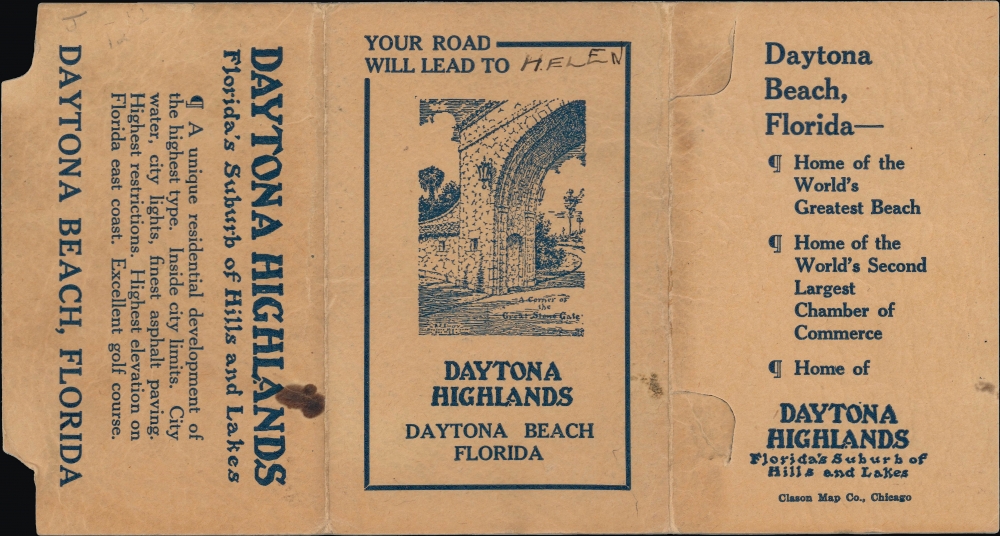 DAYTONA HIGHLANDS
Florida's Suburb of Hills and Lakes
¶ A unique residential development of
the highest type. Inside city limits. City
water, city lights, finest asphalt paving.
Highest restrictions. Highest elevation on
Florida east coast. Excellent golf course.
DAYTONA BEACH, FLORIDA
YOUR ROAD
WILL LEAD TO HELEN
A Corner of
the
Great Stone Gate
DAYTONA
HIGHLANDS
DAYTONA BEACH
FLORIDA
Daytona
Beach,
Florida—
¶ Home of the
World's
Greatest Beach
¶ Home of the
World's Second
Largest
Chamber of
Commerce
¶ Home of
DAYTONA
HIGHLANDS
Florida's Suburb of
Hills and Lakes
Clason Map Co., Chicago